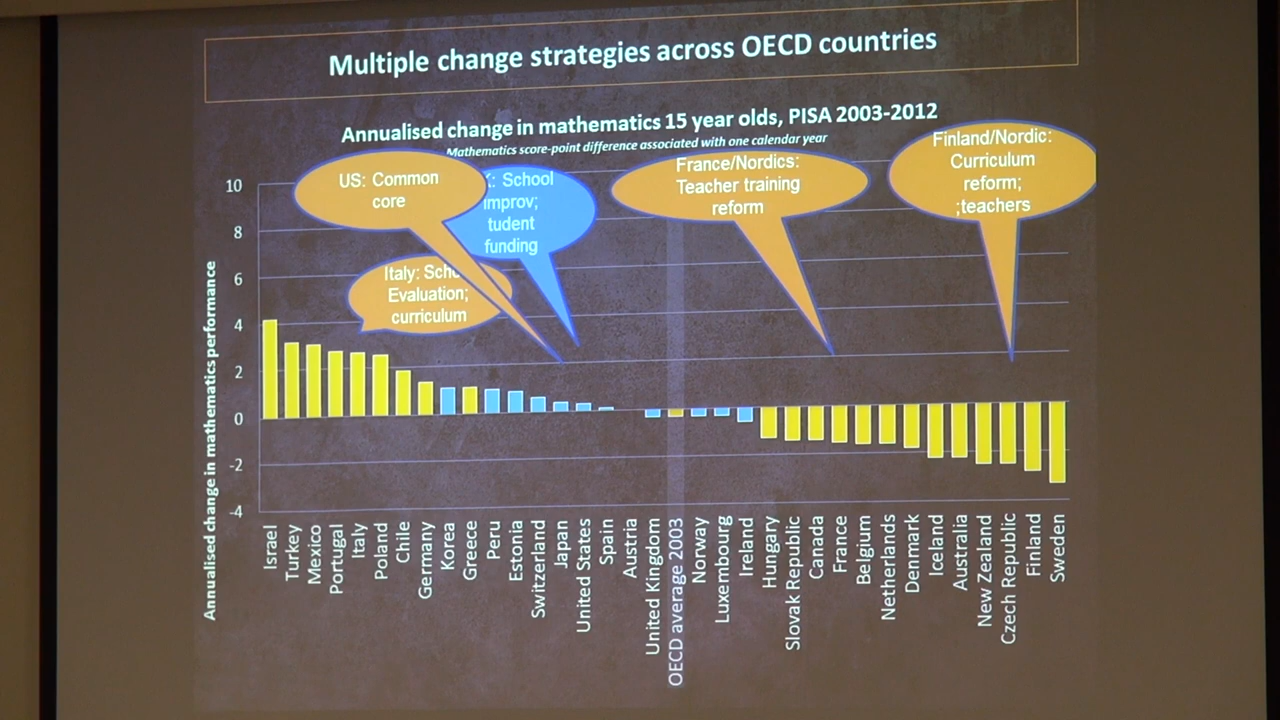 Multiple change strategies across OECD countries
Annualised change in mathematics 15 year olds, PISA 2003-2012
Mathematics score-point difference associated with one calendar year
US: Common
core
: School
improv;
tudent
funding
France/Nordics:
Teacher training
reform
Finland/Nordic:
Curriculum
reform;
;teachers
Italy:
Evaluation;
curriculum
Annualised change in mathematics performance
10
8
6
4
2
0
-2
-4
Israel
Turkey
Mexico
Portugal
Italy
Poland
Chile
Germany
Korea
Greece
Peru
Estonia
Switzerland
Japan
United States
Spain
Austria
United Kingdom
OECD average 2003
Norway
Luxembourg
Ireland
Hungary
Slovak Republic
Canada
France
Belgium
Netherlands
Denmark
Iceland
Australia
New Zealand
Czech Republic
Finland
Sweden